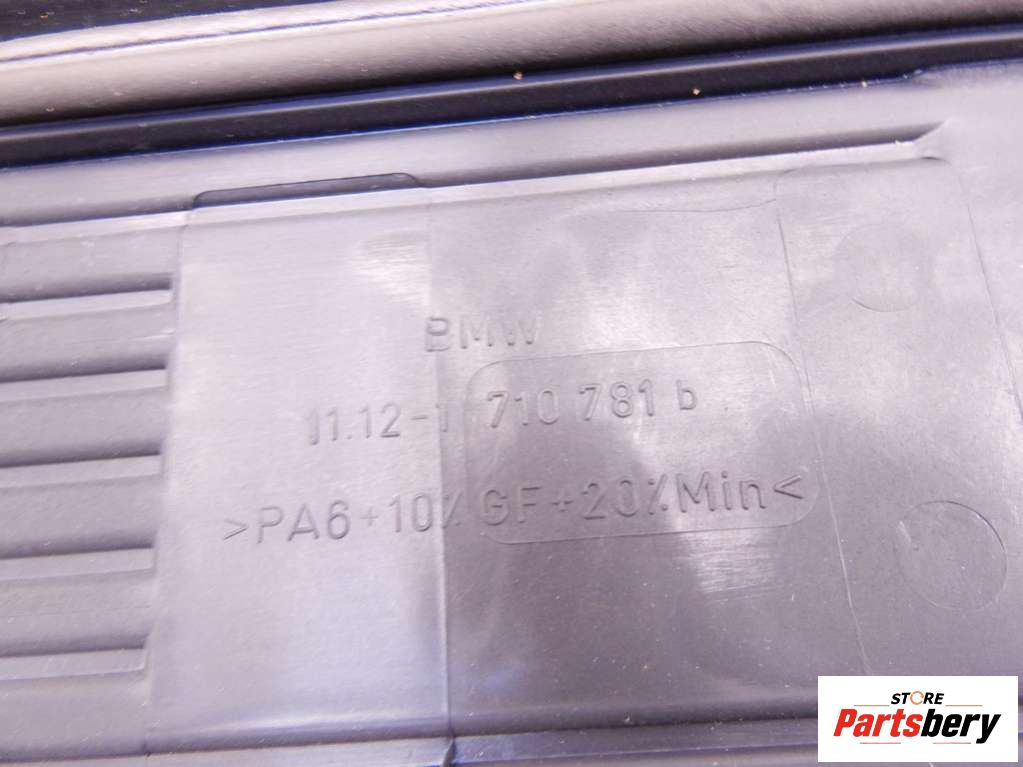 BMW
11.12-1 710 781 b
>PA6+10% GF+20%Min<
STORE
Partsbery